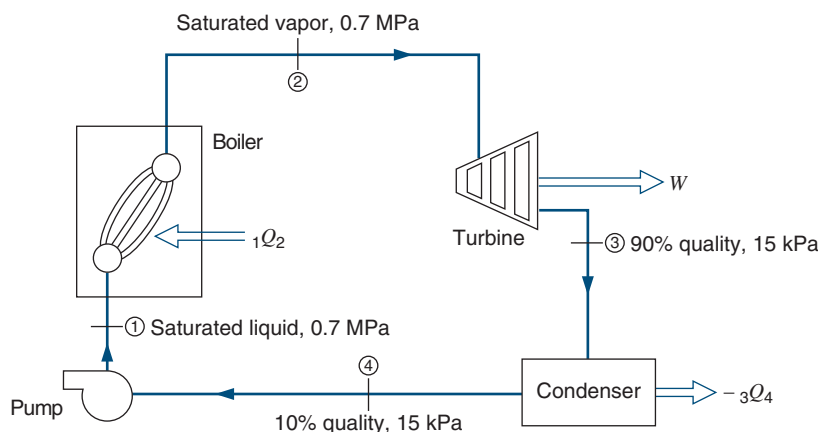 Saturated vapor, 0.7 MPa
②
Boiler
W
₁Q₂
Turbine
③ 90% quality, 15 kPa
① Saturated liquid, 0.7 MPa
④
Condenser
– ₃Q₄
Pump
10% quality, 15 kPa